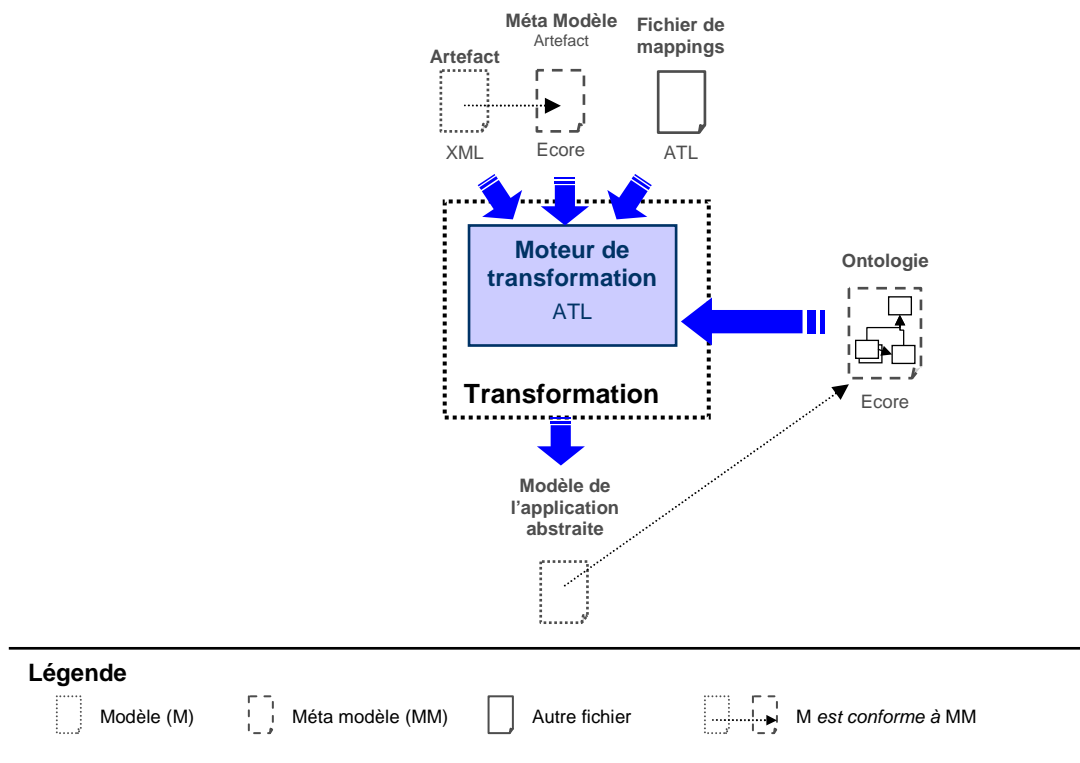 Méta Modèle
Artefact
Fichier de
mappings
Artefact
XML
Ecore
ATL
Moteur de
transformation
ATL
Transformation
Ontologie
Ecore
Modèle de
l'application
abstraite
Légende
Modèle (M)
Méta modèle (MM)
Autre fichier
M est conforme à MM